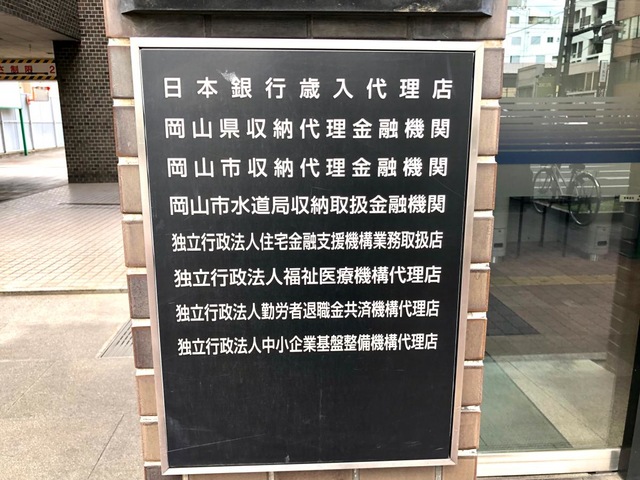 日本銀行歳入代理店
岡山県収納代理金融機関
岡山市収納代理金融機関
岡山市水道局収納取扱金融機関
独立行政法人住宅金融支援機構業務取扱店
独立行政法人福祉医療機構代理店
独立行政法人勤労者退職金共済機構代理店
独立行政法人中小企業基盤整備機構代理店